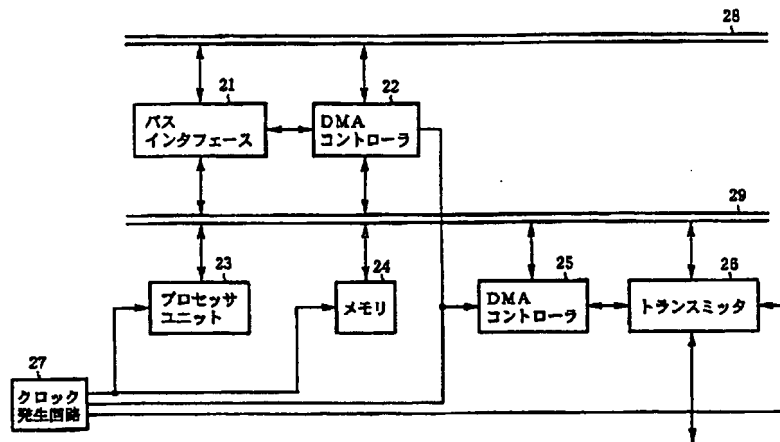 28
21
22
バス
インタフェース
DMA
コントローラ
29
23
24
25
26
プロセッサ
ユニット
メモリ
DMA
コントローラ
トランスミッタ
27
クロック
発生回路